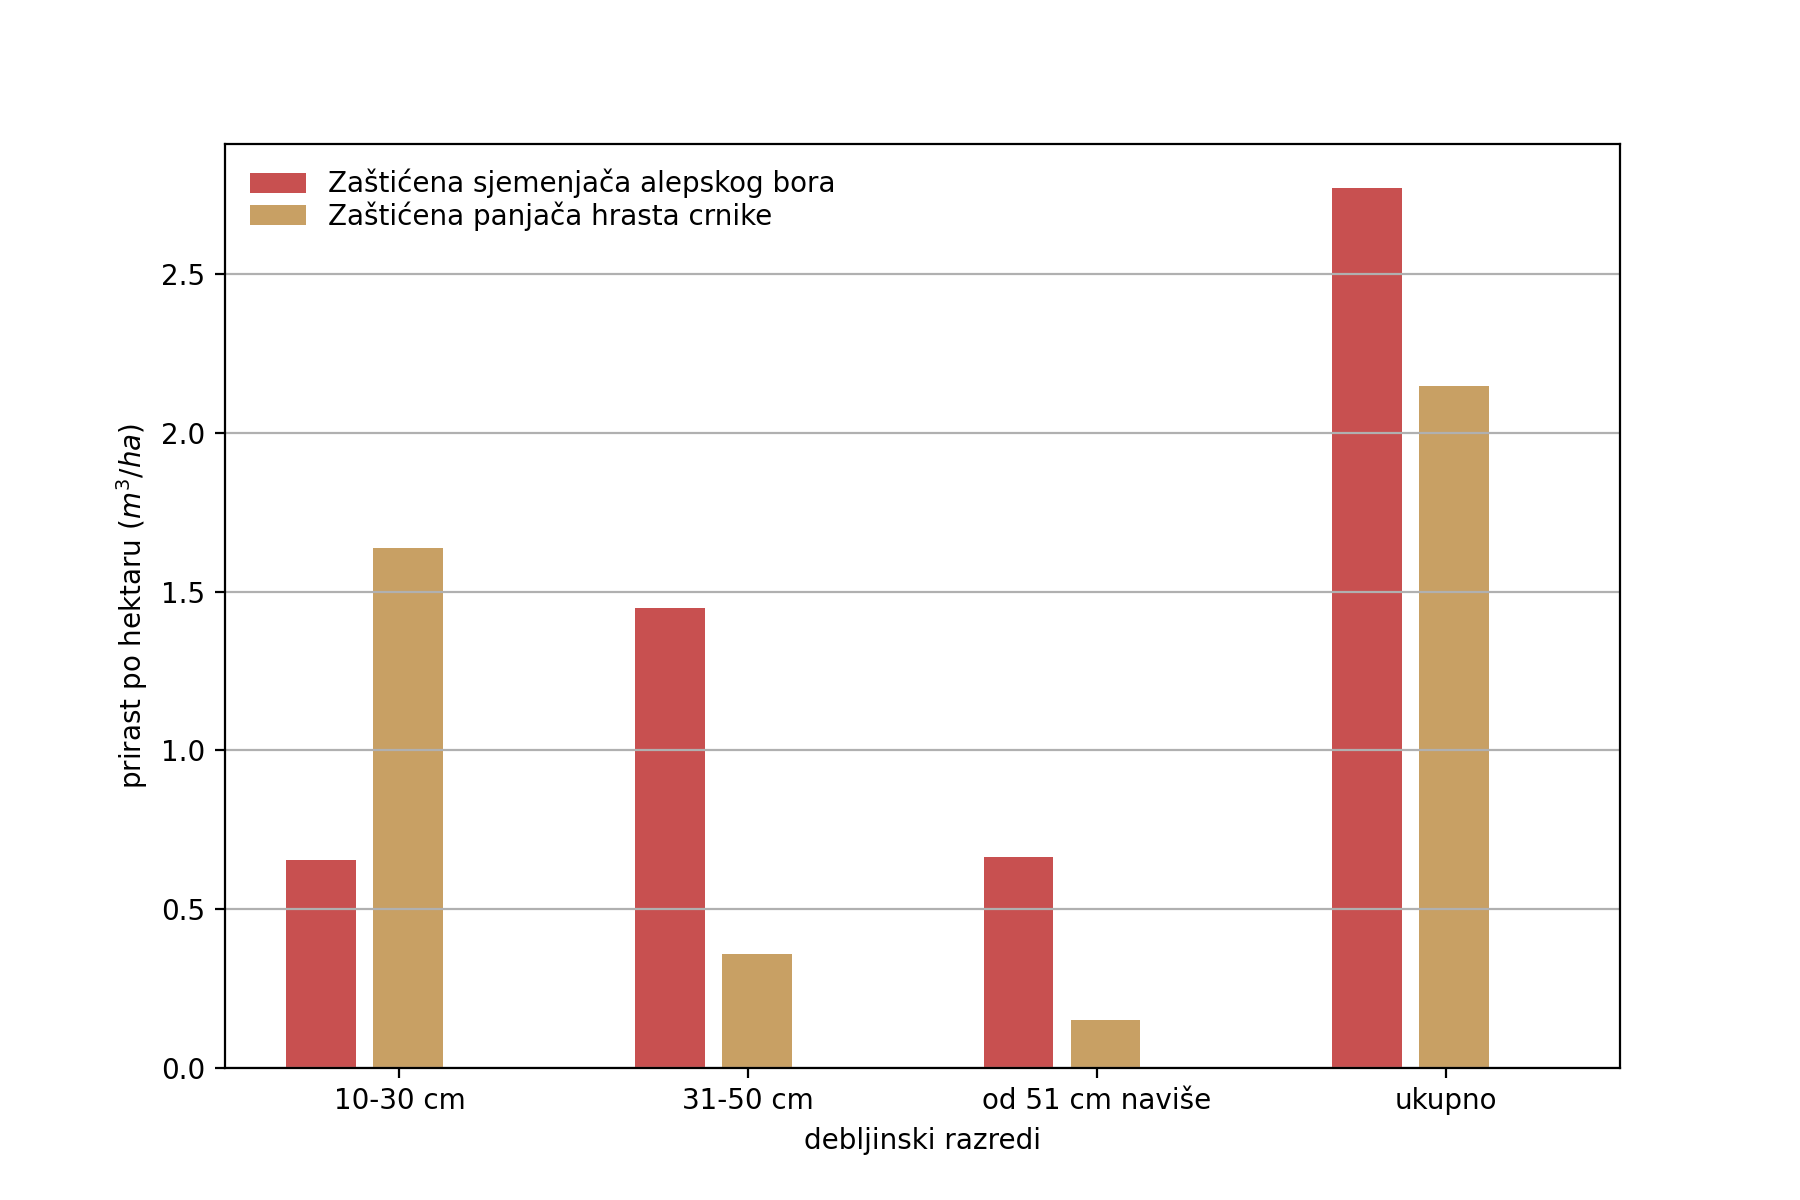 Zaštićena sjemenjača alepskog bora
Zaštićena panjača hrasta crnike
2.5
2.0
1.5
1.0
0.5
0.0
prirast po hektaru (m³/ha)
10-30 cm 31-50 cm od 51 cm naviše ukupno
debljinski razredi